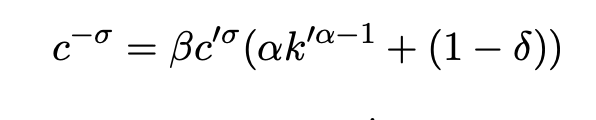 c^{-σ} = βc'^{σ}(αk'^{α−1} + (1 − δ))